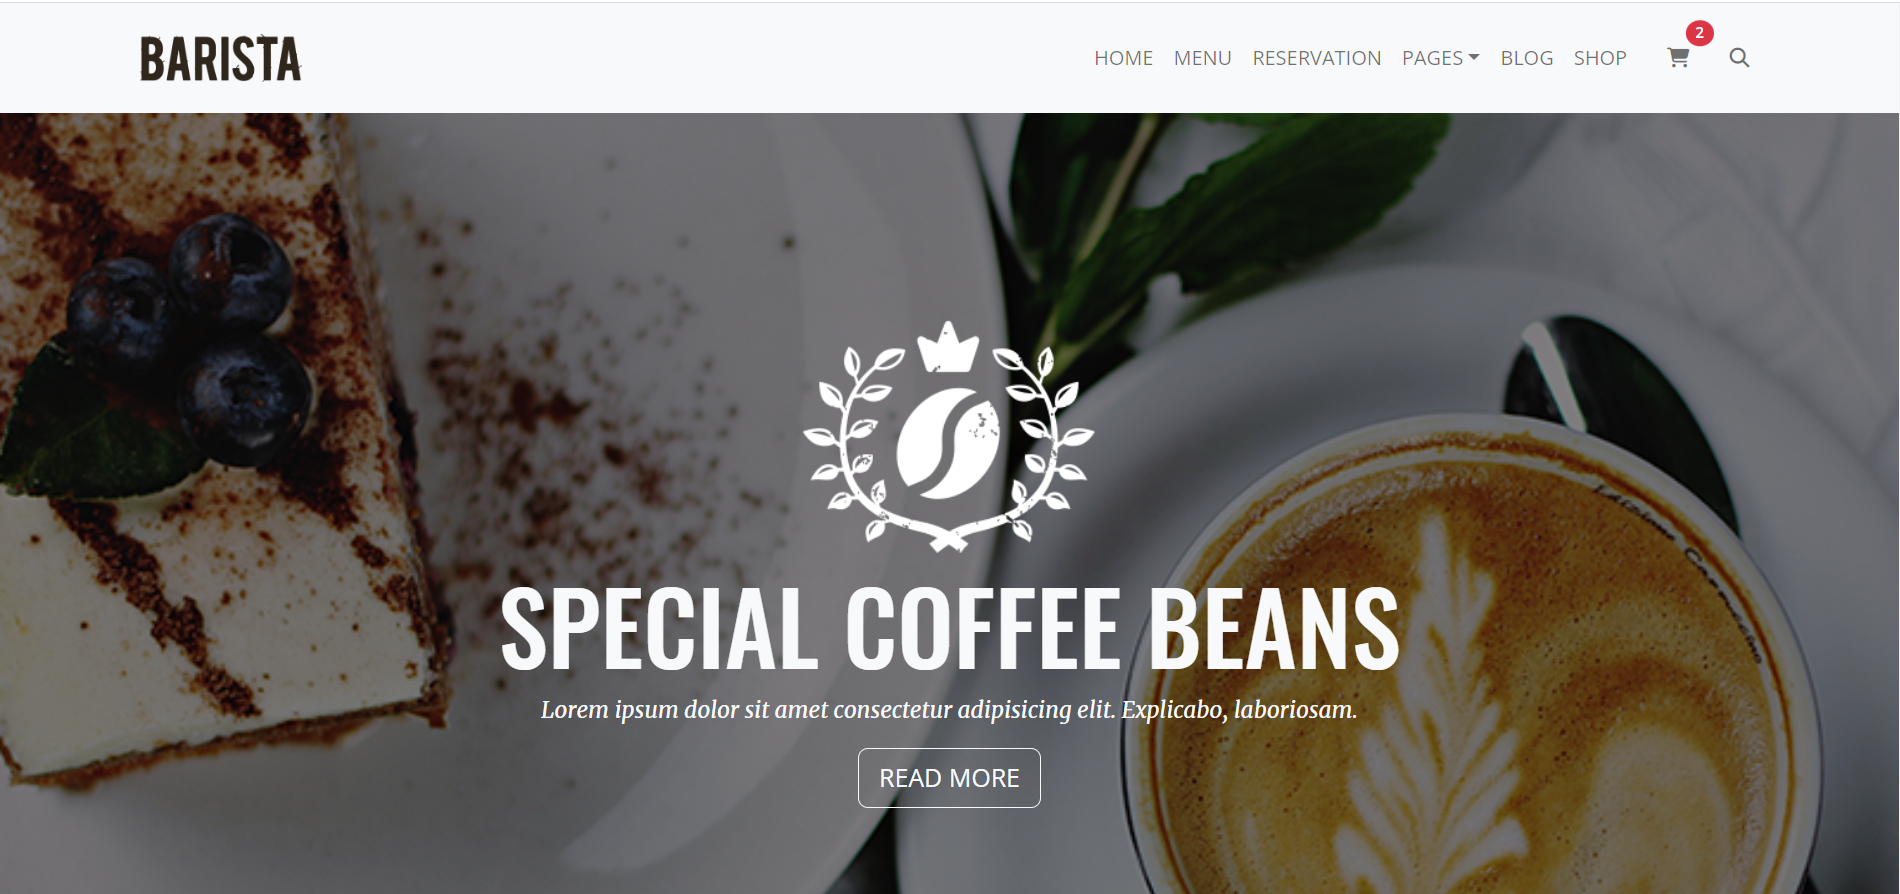 BARISTA
HOME MENU RESERVATION PAGES BLOG SHOP 2
SPECIAL COFFEE BEANS
Lorem ipsum dolor sit amet consectetur adipisicing elit. Explicabo, laboriosam.
READ MORE